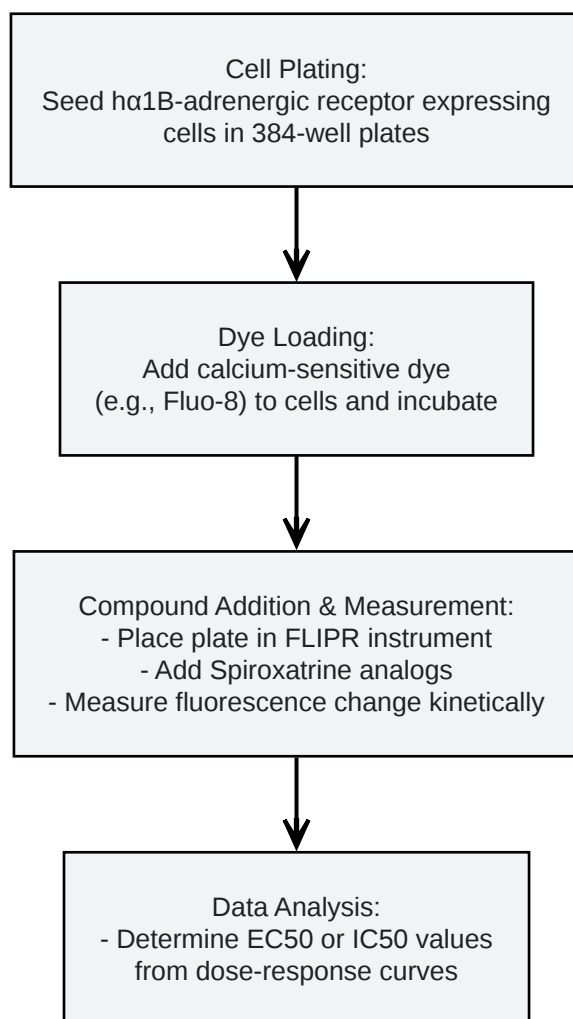 Cell Plating:
Seed hα1B-adrenergic receptor expressing
cells in 384-well plates
Dye Loading:
Add calcium-sensitive dye
(e.g., Fluo-8) to cells and incubate
Compound Addition & Measurement:
- Place plate in FLIPR instrument
- Add Spiroxatrine analogs
- Measure fluorescence change kinetically
Data Analysis:
- Determine EC50 or IC50 values
from dose-response curves